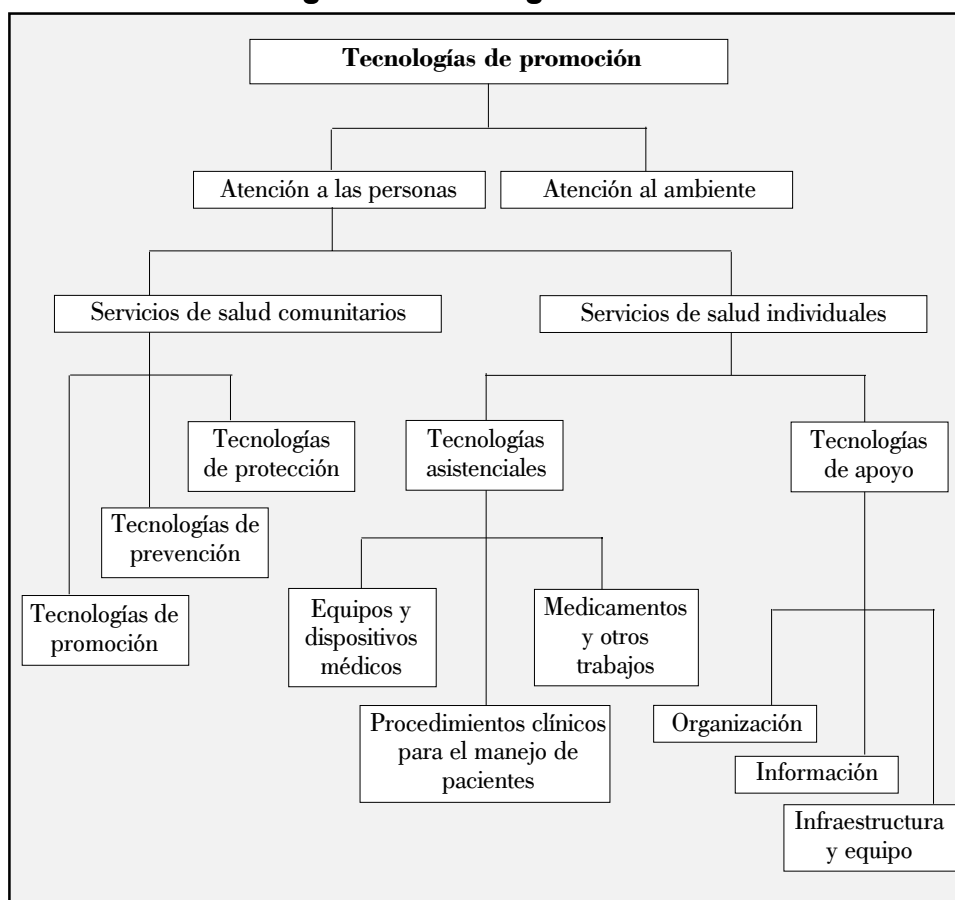 Tecnologías de promoción
Atención a las personas
Atención al ambiente
Servicios de salud comunitarios
Servicios de salud individuales
Tecnologías
de protección
Tecnologías
asistenciales
Tecnologías
de apoyo
Tecnologías de
prevención
Tecnologías de
promoción
Equipos y
dispositivos
médicos
Medicamentos
y otros
trabajos
Procedimientos clínicos
para el manejo de
pacientes
Organización
Información
Infraestructura
y equipo